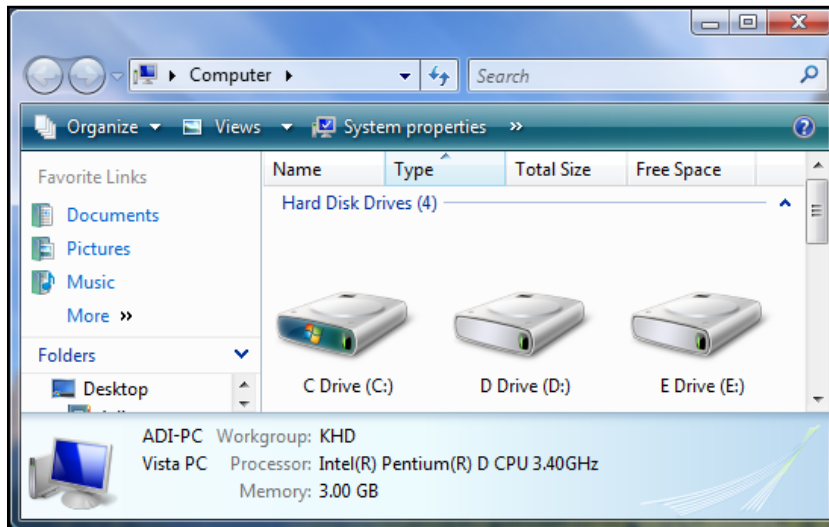 Computer
Search
Organize Views System properties »
Favorite Links
Documents
Pictures
Music
More »
Folders
Desktop
Name Type Total Size Free Space
Hard Disk Drives (4)
C Drive (C:) D Drive (D:) E Drive (E:)
ADI-PC Workgroup: KHD
Vista PC Processor: Intel(R) Pentium(R) D CPU 3.40GHz
Memory: 3.00 GB